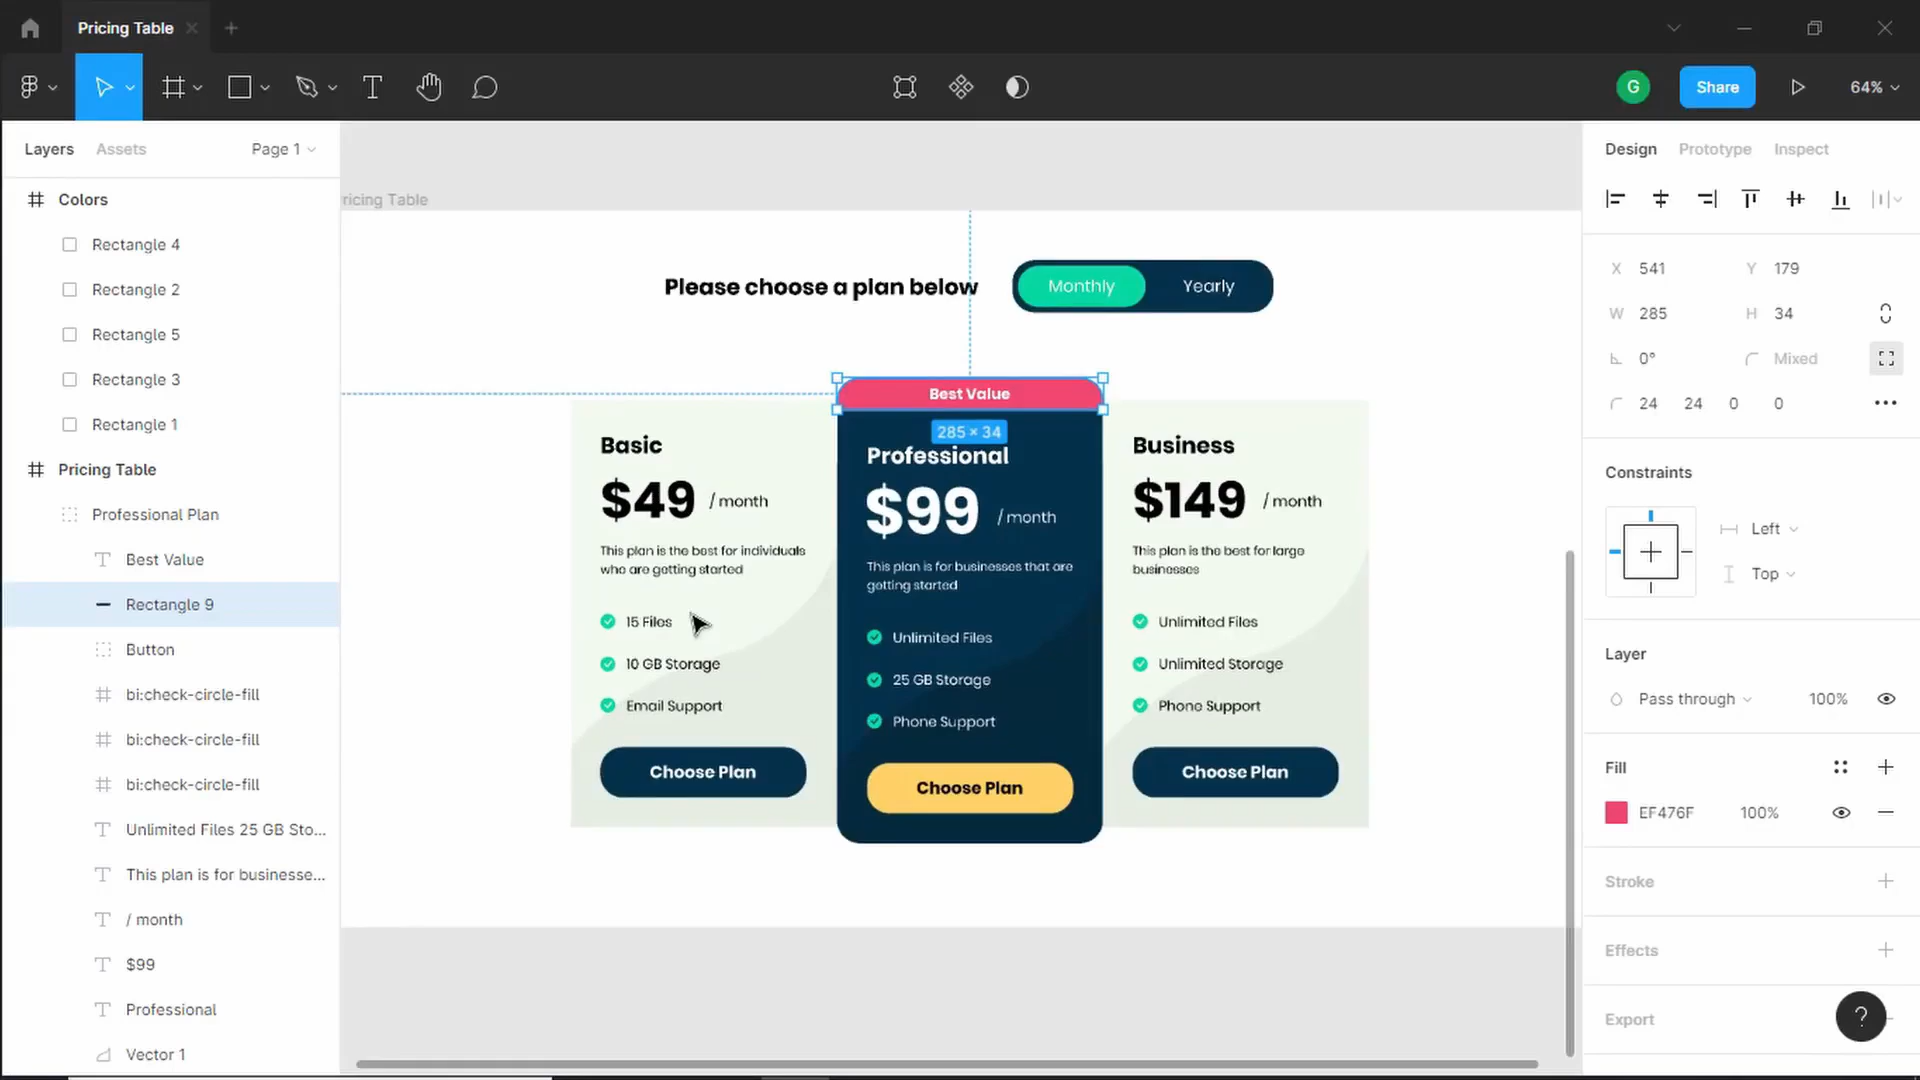 Pricing Table
G
Share
64%
Layers
Assets
Page 1
Colors
Rectangle 4
Rectangle 2
Rectangle 5
Rectangle 3
Rectangle 1
Pricing Table
Professional Plan
Best Value
Rectangle 9
Button
bi:check-circle-fill
bi:check-circle-fill
bi:check-circle-fill
Unlimited Files 25 GB Sto...
This plan is for businesse...
/ month
$99
Professional
Vector 1
ricing Table
Please choose a plan below
Monthly
Yearly
Basic
$49 / month
This plan is the best for individuals
who are getting started
15 Files
10 GB Storage
Email Support
Choose Plan
Best Value
285 × 34
Professional
$99 / month
This plan is for businesses that are
getting started
Unlimited Files
25 GB Storage
Phone Support
Choose Plan
Business
$149 / month
This plan is the best for large
businesses
Unlimited Files
Unlimited Storage
Phone Support
Choose Plan
Design
Prototype
Inspect
X 541 Y 179
W 285 H 34
0° Mixed
24 24 0 0
Constraints
Left
Top
Layer
Pass through 100%
Fill
EF476F 100%
Stroke
Effects
Export
?